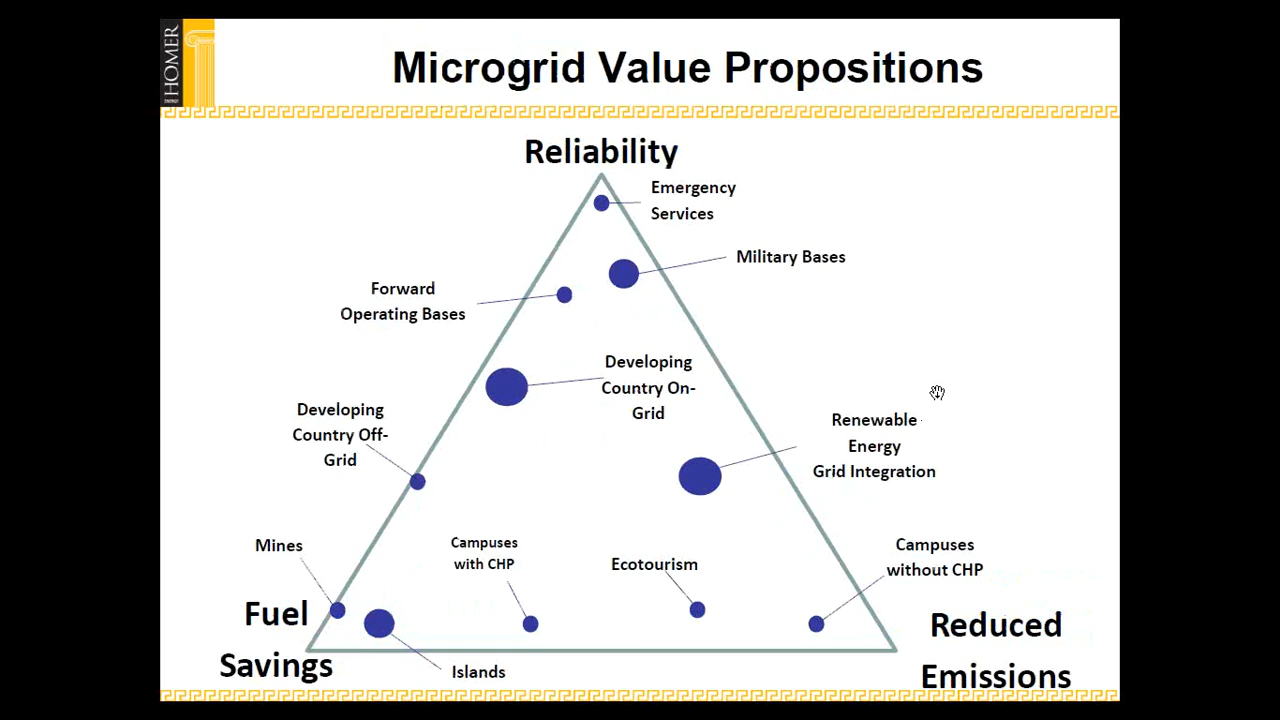 HOMER
ENERGY
Microgrid Value Propositions
Reliability
Emergency
Services
Military Bases
Forward
Operating Bases
Developing
Country On-
Grid
Developing
Country Off-
Grid
Renewable
Energy
Grid Integration
Mines
Campuses
with CHP
Ecotourism
Campuses
without CHP
Fuel
Savings
Islands
Reduced
Emissions